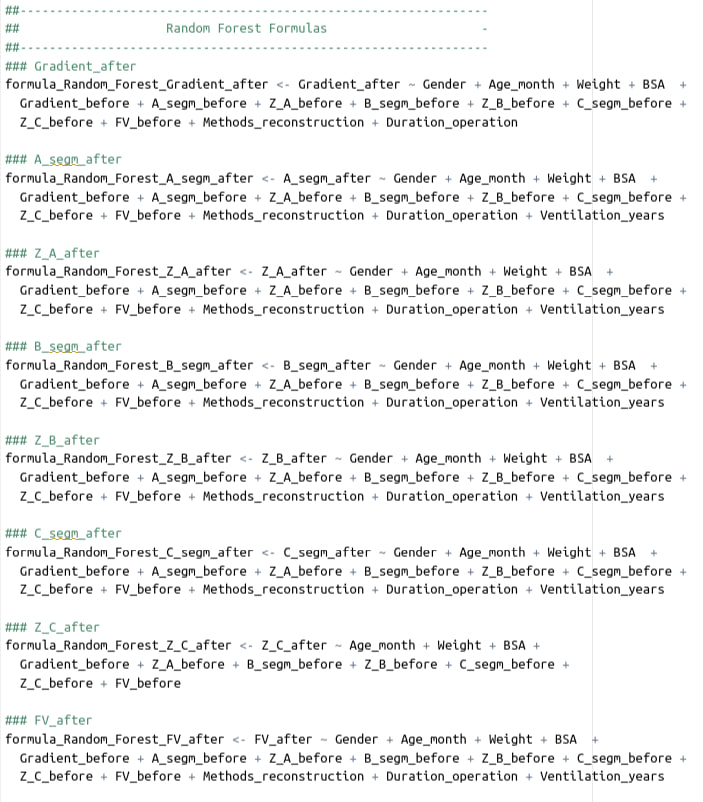 ##----------------------------------------------------------------
## Random Forest Formulas -
##----------------------------------------------------------------
### Gradient_after
formula_Random_Forest_Gradient_after <- Gradient_after ~ Gender + Age_month + Weight + BSA +
Gradient_before + A_segm_before + Z_A_before + B_segm_before + Z_B_before + C_segm_before +
Z_C_before + FV_before + Methods_reconstruction + Duration_operation
### A_segm_after
formula_Random_Forest_A_segm_after <- A_segm_after ~ Gender + Age_month + Weight + BSA +
Gradient_before + A_segm_before + Z_A_before + B_segm_before + Z_B_before + C_segm_before +
Z_C_before + FV_before + Methods_reconstruction + Duration_operation + Ventilation_years
### Z_A_after
formula_Random_Forest_Z_A_after <- Z_A_after ~ Gender + Age_month + Weight + BSA +
Gradient_before + A_segm_before + Z_A_before + B_segm_before + Z_B_before + C_segm_before +
Z_C_before + FV_before + Methods_reconstruction + Duration_operation + Ventilation_years
### B_segm_after
formula_Random_Forest_B_segm_after <- B_segm_after ~ Gender + Age_month + Weight + BSA +
Gradient_before + A_segm_before + Z_A_before + B_segm_before + Z_B_before + C_segm_before +
Z_C_before + FV_before + Methods_reconstruction + Duration_operation + Ventilation_years
### Z_B_after
formula_Random_Forest_Z_B_after <- Z_B_after ~ Gender + Age_month + Weight + BSA +
Gradient_before + A_segm_before + Z_A_before + B_segm_before + Z_B_before + C_segm_before +
Z_C_before + FV_before + Methods_reconstruction + Duration_operation + Ventilation_years
### C_segm_after
formula_Random_Forest_C_segm_after <- C_segm_after ~ Gender + Age_month + Weight + BSA +
Gradient_before + A_segm_before + Z_A_before + B_segm_before + Z_B_before + C_segm_before +
Z_C_before + FV_before + Methods_reconstruction + Duration_operation + Ventilation_years
### Z_C_after
formula_Random_Forest_Z_C_after <- Z_C_after ~ Age_month + Weight + BSA +
Gradient_before + Z_A_before + B_segm_before + Z_B_before + C_segm_before +
Z_C_before + FV_before
### FV_after
formula_Random_Forest_FV_after <- FV_after ~ Gender + Age_month + Weight + BSA +
Gradient_before + A_segm_before + Z_A_before + B_segm_before + Z_B_before + C_segm_before +
Z_C_before + FV_before + Methods_reconstruction + Duration_operation + Ventilation_years